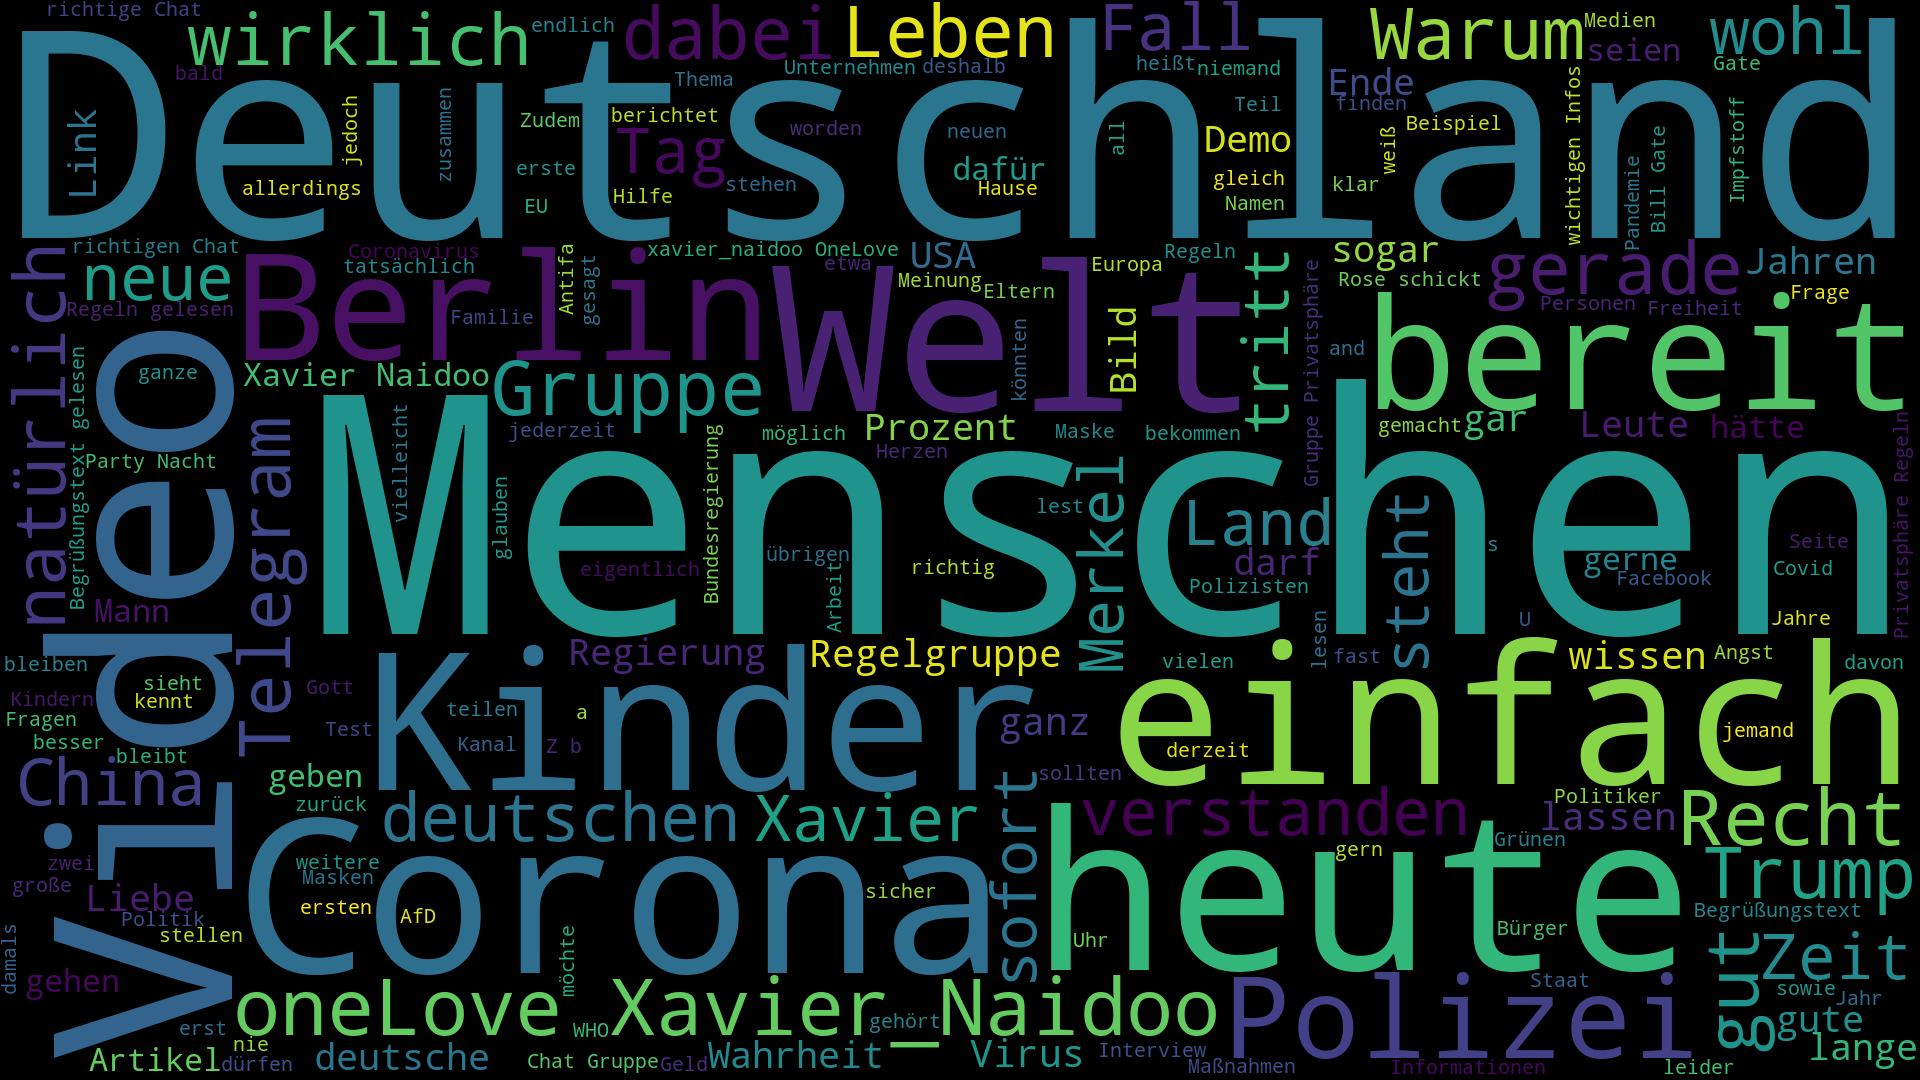 richtige Chat
wirklich
endlich
dabei
Leben
Fall
Warum
Medien
wohl
seien
bald
Thema
Unternehmen
deshalb
heißt
niemand
Ende
Gate
Deutschland
Link
jedoch
zusammen
Zudem
berichtet
worden
neuen
Teil
finden
Beispiel
wichtigen Infos
Impfstoff
Tag
all
Demo
weiß
Pandemie
Bill Gate
allerdings
erste
stehen
dafür
gleich
klar
Hilfe
Hause
Namen
EU
richtigen Chat
Coronavirus
tatsächlich
Antifa
gesagt
xavier_naidoo OneLove
etwa
USA
Regeln
Europa
sogar
gerade
Jahren
natürlich
neue
Berlin
Welt
Meinung
Eltern
tritt
Rose schickt
Personen
Freiheit
Frage
Regeln gelesen
Familie
könnten
Bild
Gruppe Privatsphäre
and
bereit
ganze
Xavier Naidoo
Gruppe
Video
Begrüßungstext gelesen
Telegram
vielleicht
jederzeit
Bundesregierung
möglich
Prozent
Maske
bekommen
gemacht
gar
Leute
hätte
Privatsphäre Regeln
Party Nacht
Herzen
Menschen
glauben
lest
Merkel
Land
steht
s
Seite
übrigen
eigentlich
richtig
darf
gerne
Facebook
Covid
Arbeit
Polizisten
Mann
U
Jahre
lesen
Regierung
Regelgruppe
vielen
fast
wissen
Angst
davon
bleiben
sieht
Kindern
kennt
Gott
Kinder
einfach
Fragen
Test
teilen
a
ganz
jemand
besser
Kanal
Z b
derzeit
bleibt
China
geben
sofort
sollten
zurück
deutschen
Xavier
verstanden
Politiker
lassen
Recht
Corona
heute
Grünen
gern
zwei
weitere
Trump
große
Masken
Liebe
sicher
ersten
AfD
Politik
Begrüßungstext
stellen
Bürger
Uhr
damals
möchte
gut
Zeit
gehen
Polizei
Staat
sowie
Jahr
oneLove
Xavier_Naidoo
gehört
gute
erst
WHO
nie
lange
Artikel
dürfen
deutsche
Chat Gruppe
Geld
Wahrheit
Virus
Interview
Maßnahmen
Informationen
leider